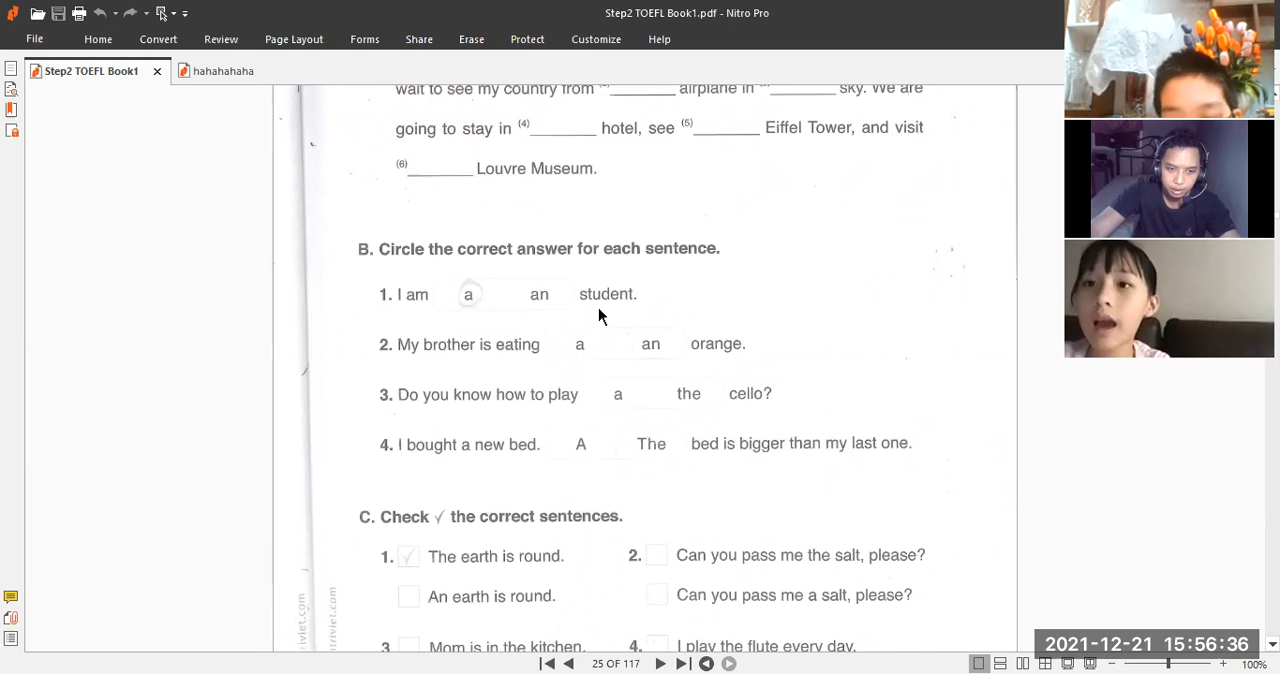 Step2 TOEFL Book1.pdf - Nitro Pro
File Home Convert Review Page Layout Forms Share Erase Protect Customize Help
Step2 TOEFL Book1 × hahahahaha
wait to see my country from ________ airplane in ________ sky. We are
going to stay in (4)________ hotel, see (5)________ Eiffel Tower, and visit
(6)________ Louvre Museum.
B. Circle the correct answer for each sentence.
1. I am a an student.
2. My brother is eating a an orange.
3. Do you know how to play a the cello?
4. I bought a new bed. A The bed is bigger than my last one.
C. Check ✓ the correct sentences.
1. ✓ The earth is round. 2. Can you pass me the salt, please?
An earth is round. Can you pass me a salt, please?
3. Mom is in the kitchen. 4. I play the flute every day.
2021-12-21 15:56:36
25 OF 117
100%